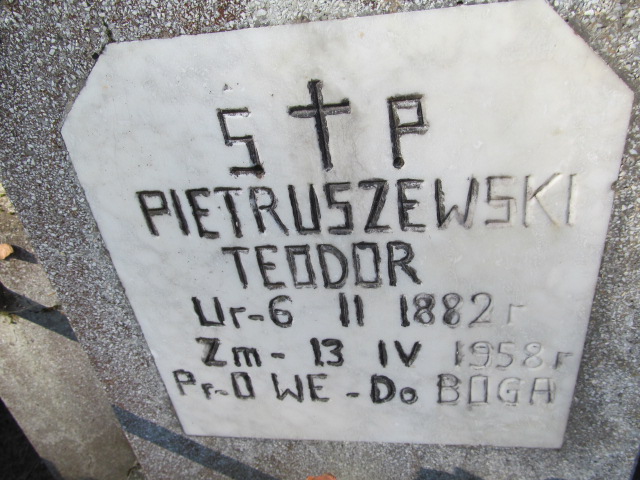 S † P
PIETRUSZEWSKI
TEODOR
Ur-6 II 1882 r
Zm- 13 IV 1958 r
Pr-O WE-Do BOGA